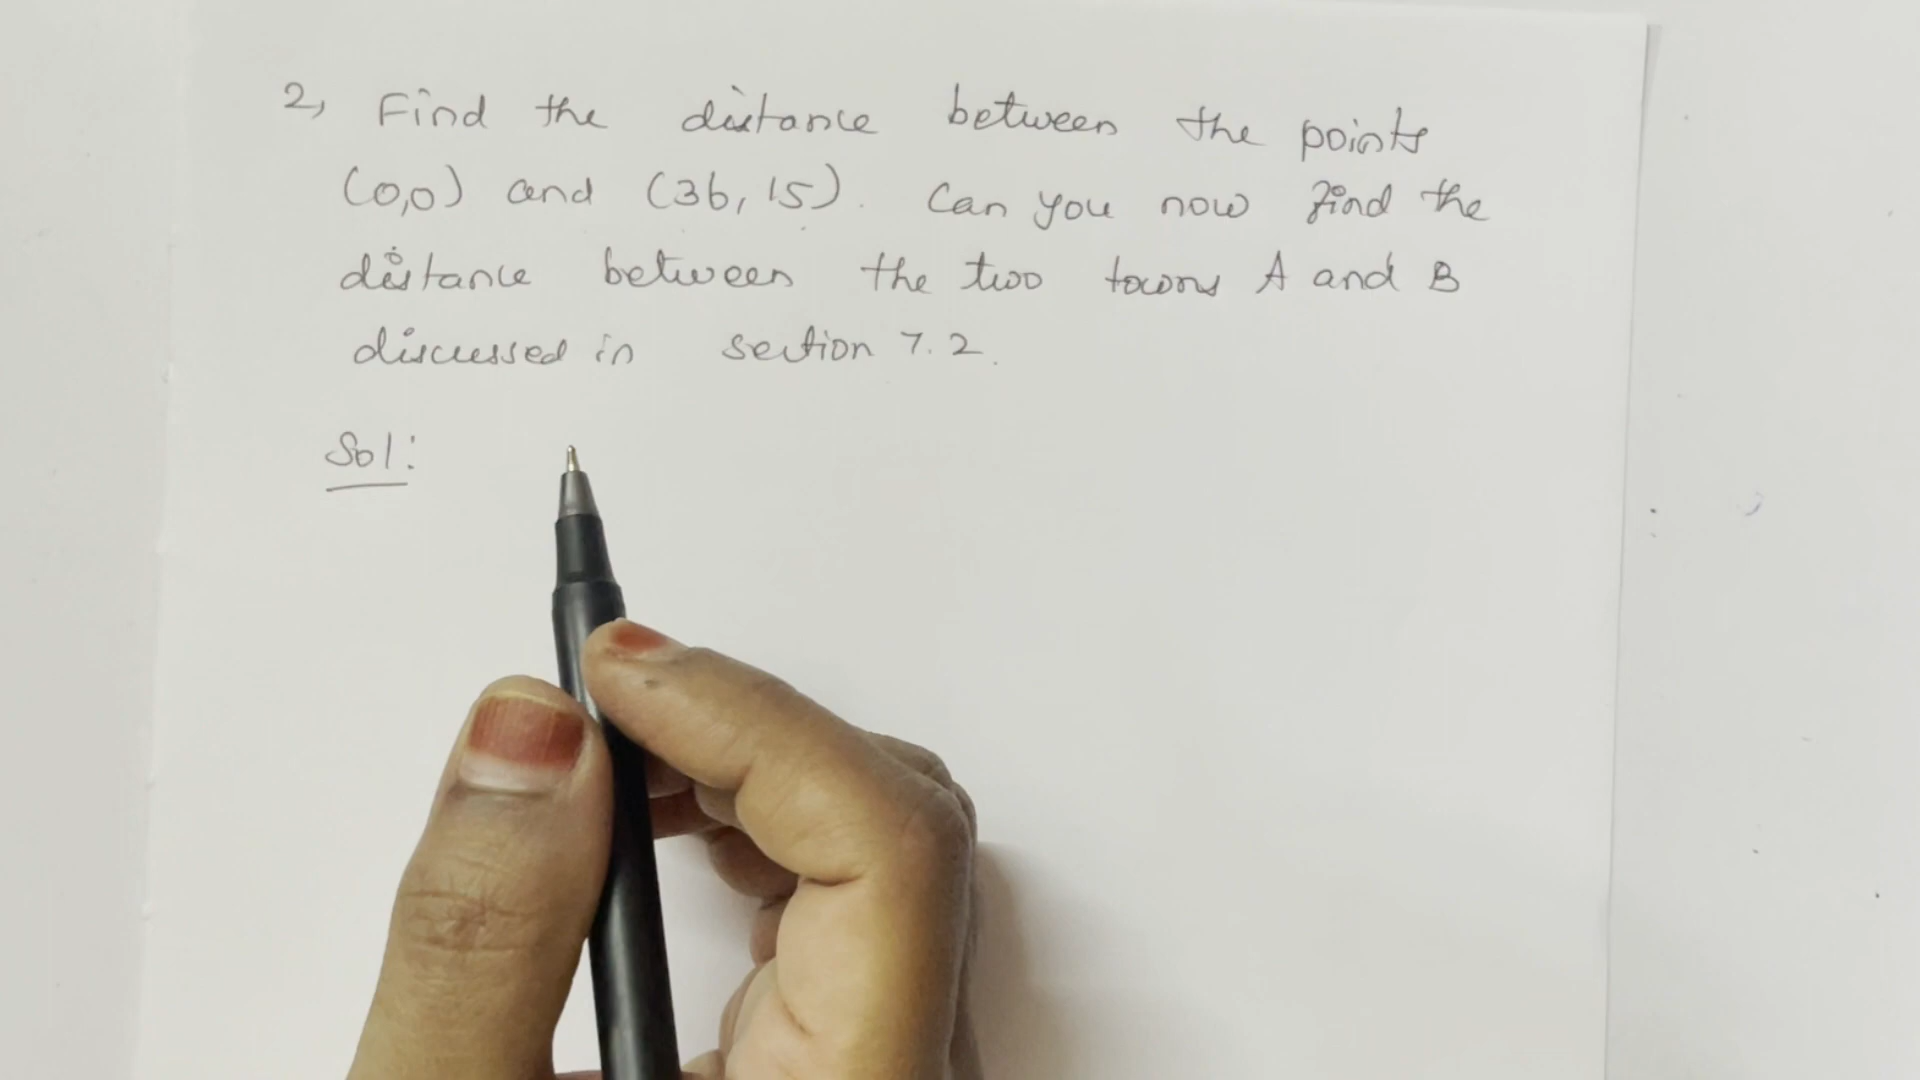 2, Find the distance between the points
(0,0) and (36, 15). Can you now find the
distance between the two towns A and B
discussed in section 7.2.
Sol: